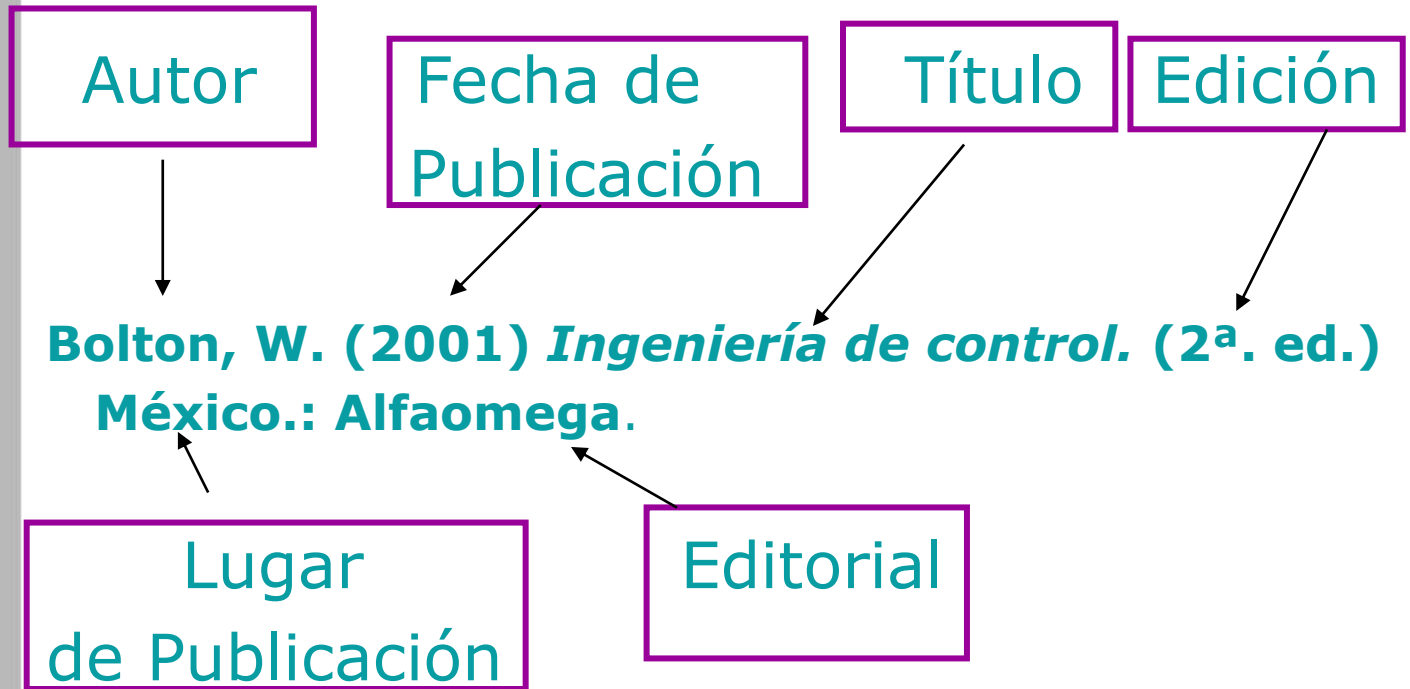 Autor
Fecha de
Publicación
Título
Edición
Bolton, W. (2001) Ingeniería de control. (2ª. ed.)
México.: Alfaomega.
Lugar
de Publicación
Editorial